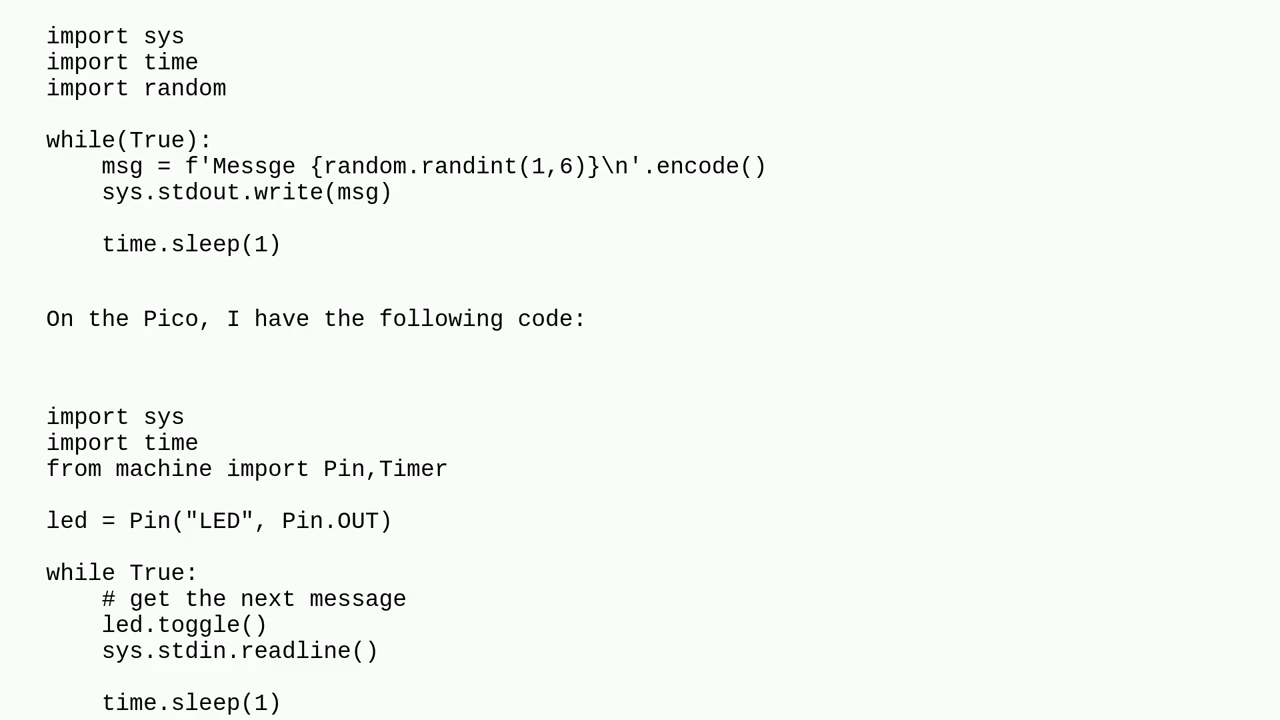 import sys
import time
import random
while(True):
    msg = f'Messge {random.randint(1,6)}\n'.encode()
    sys.stdout.write(msg)
    time.sleep(1)
On the Pico, I have the following code:
import sys
import time
from machine import Pin,Timer
led = Pin("LED", Pin.OUT)
while True:
    # get the next message
    led.toggle()
    sys.stdin.readline()
    time.sleep(1)